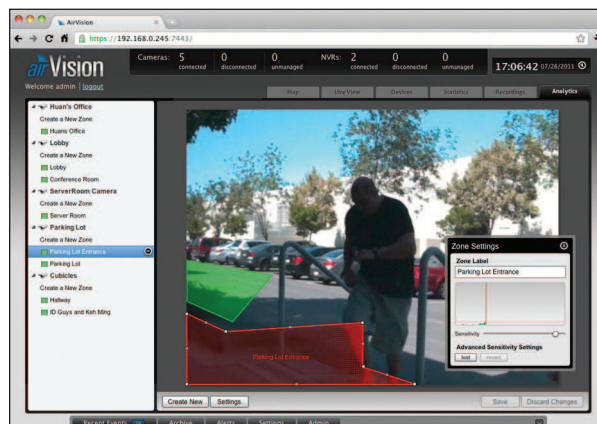 AirVision
https://192.168.0.245:7443/
airVision
Cameras: 5 connected 0 disconnected 0 unmanaged NVRs: 2 connected 0 disconnected 0 unmanaged
17:06:42 07/26/2011
Welcome admin | logout
Map Live View Devices Statistics Recordings Analytics
Huan's Office
Create a New Zone
Huans Office
Lobby
Create a New Zone
Lobby
Conference Room
ServerRoom Camera
Create a New Zone
Server Room
Parking Lot
Create a New Zone
Parking Lot Entrance
Parking Lot
Cubicles
Create a New Zone
Hallway
ID Guys and Keh Ming
Parking Lot Entrance
Zone Settings
Zone Label
Parking Lot Entrance
Sensitivity
Advanced Sensitivity Settings
test revert
Create New Settings
Save Discard Changes
Recent Events Archive Alerts Settings Admin